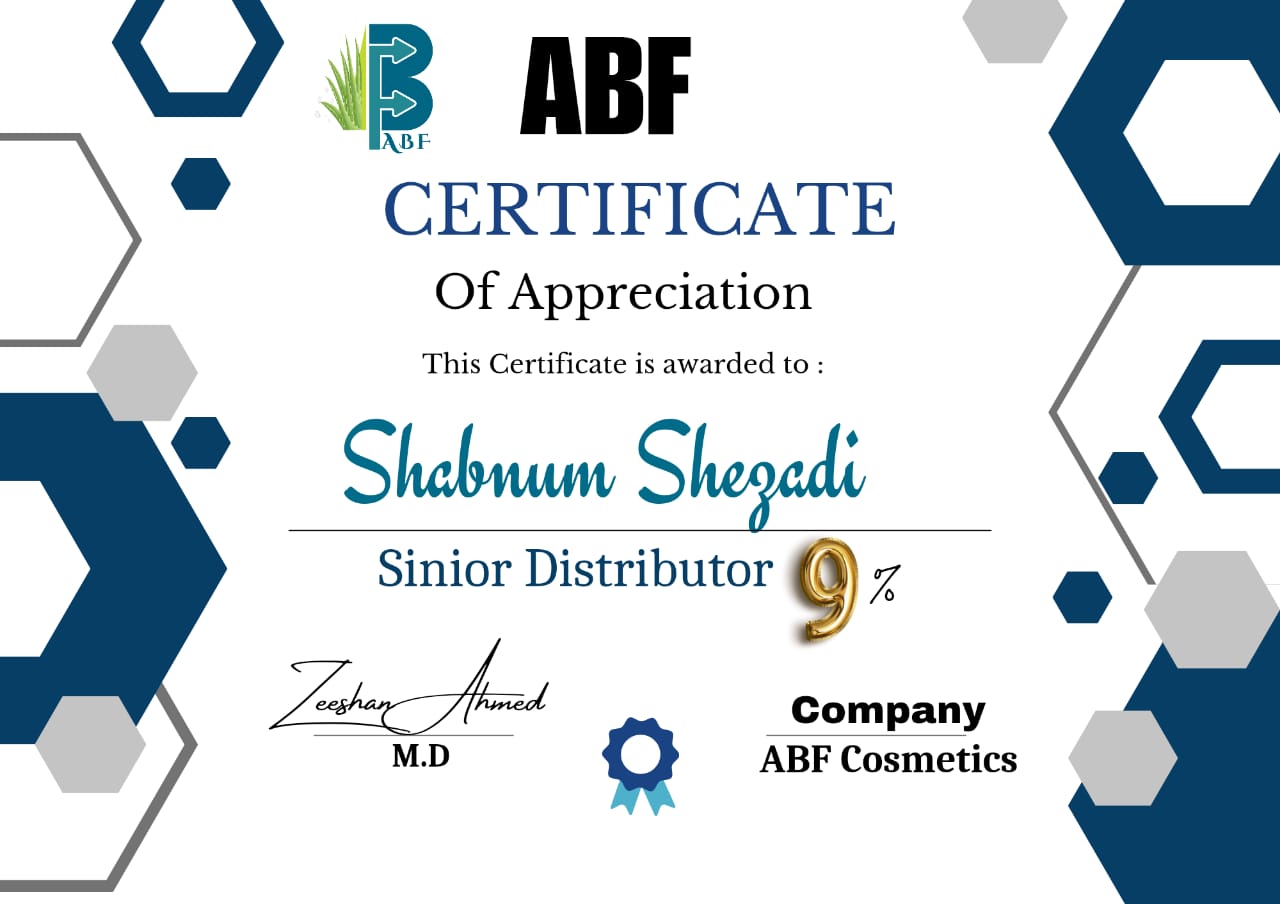 ABF
ABF
CERTIFICATE
Of Appreciation
This Certificate is awarded to :
Shabnum Shezadi
Sinior Distributor 9 %
Zeeshan Ahmed
M.D
Company
ABF Cosmetics